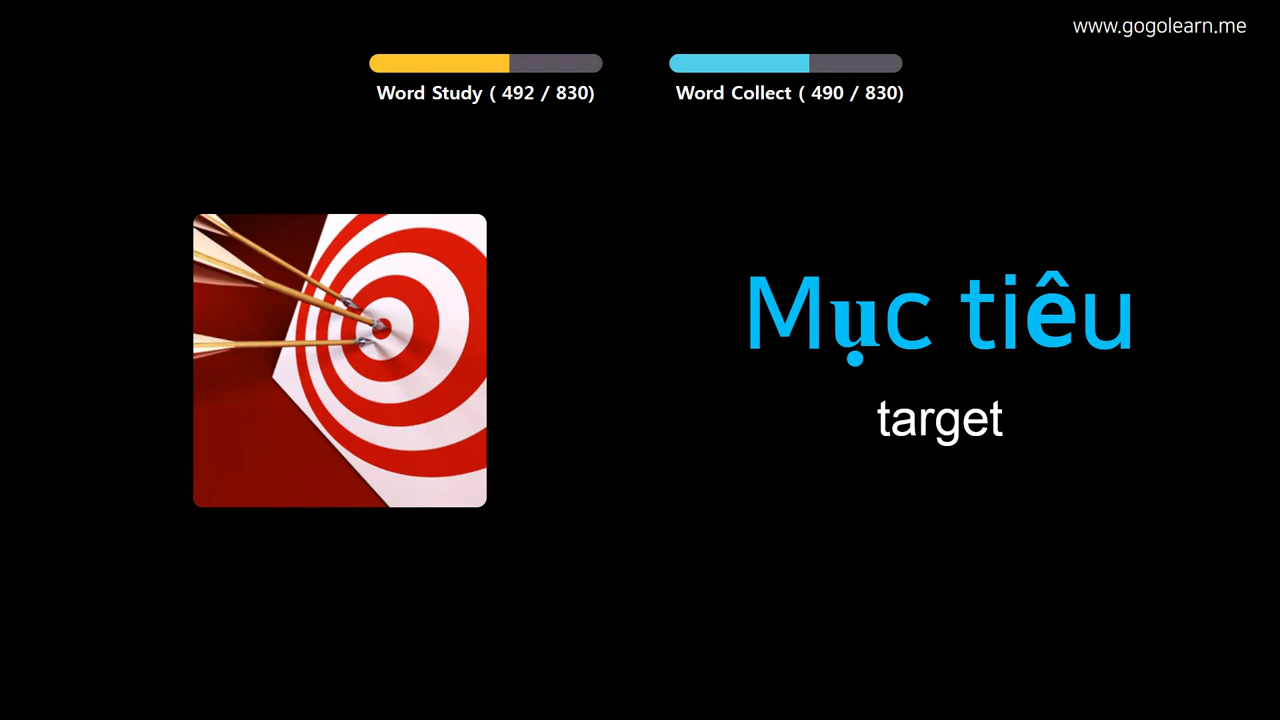 www.gogolearn.me
Word Study ( 492 / 830)
Word Collect ( 490 / 830)
Mục tiêu
target